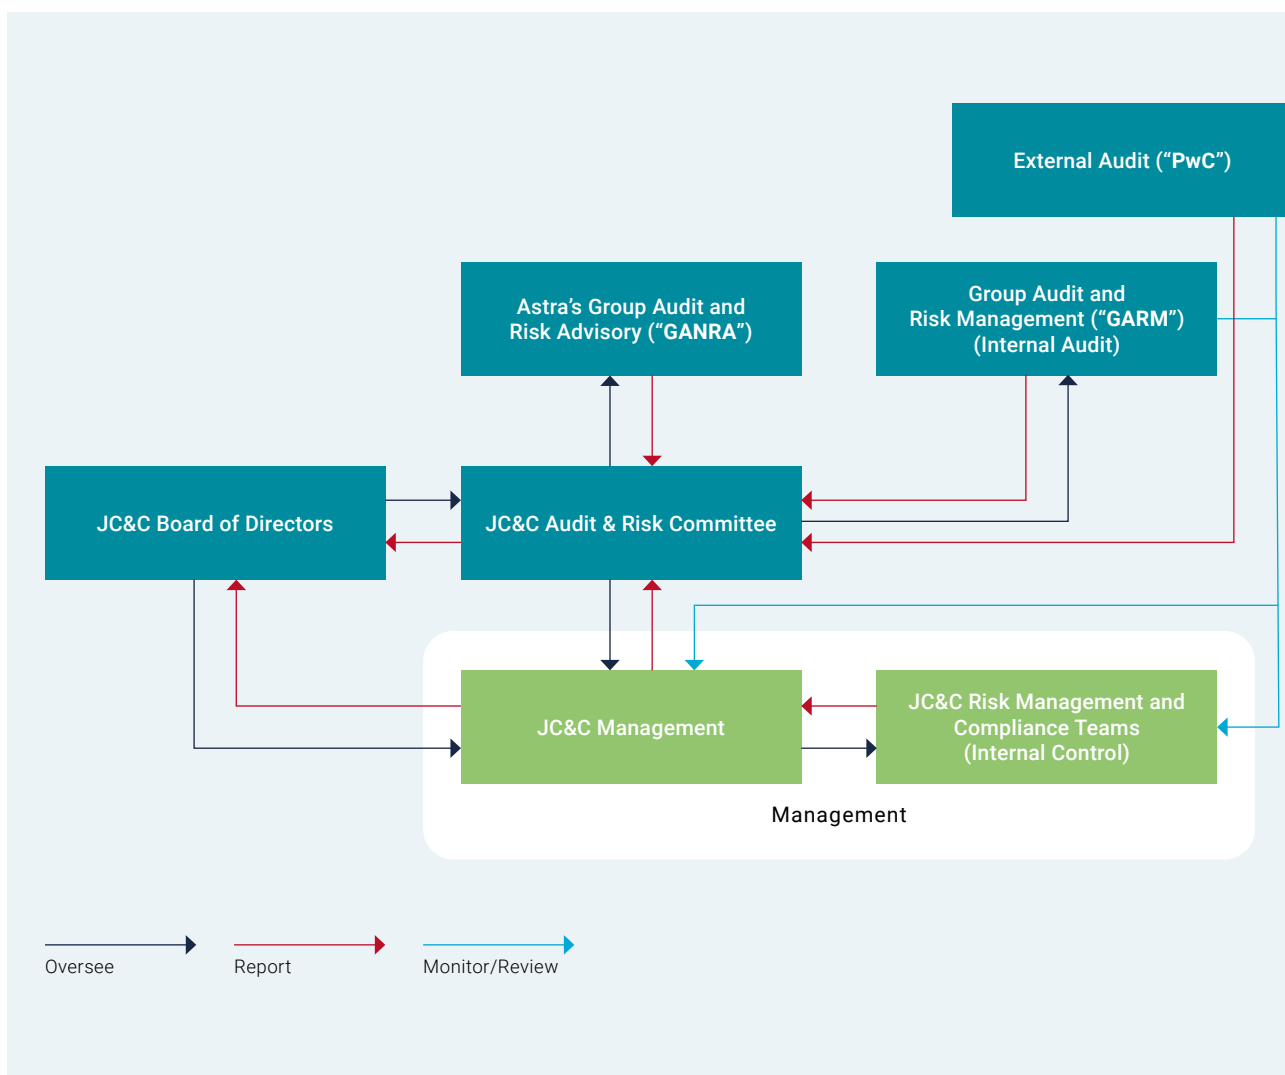 External Audit (“PwC”)
Astra’s Group Audit and
Risk Advisory (“GANRA”)
Group Audit and
Risk Management (“GARM”)
(Internal Audit)
JC&C Board of Directors
JC&C Audit & Risk Committee
JC&C Management
JC&C Risk Management and
Compliance Teams
(Internal Control)
Management
Oversee
Report
Monitor/Review